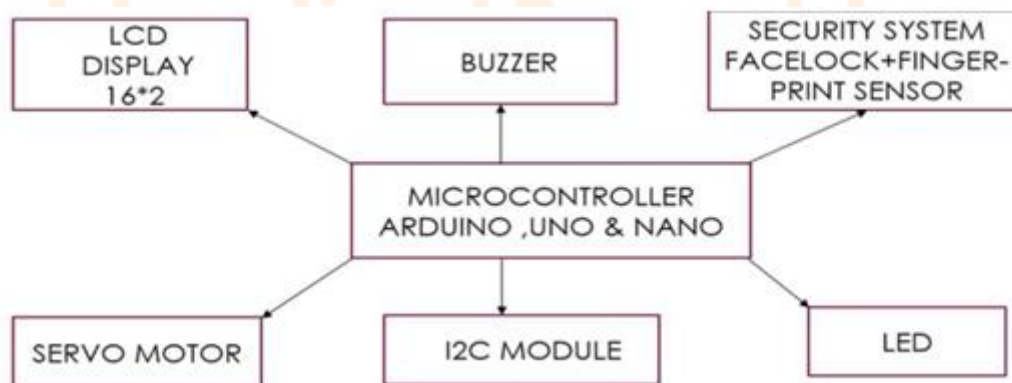 LCD
DISPLAY
16*2
BUZZER
SECURITY SYSTEM
FACELOCK+FINGER-
PRINT SENSOR
MICROCONTROLLER
ARDUINO ,UNO & NANO
SERVO MOTOR
I2C MODULE
LED